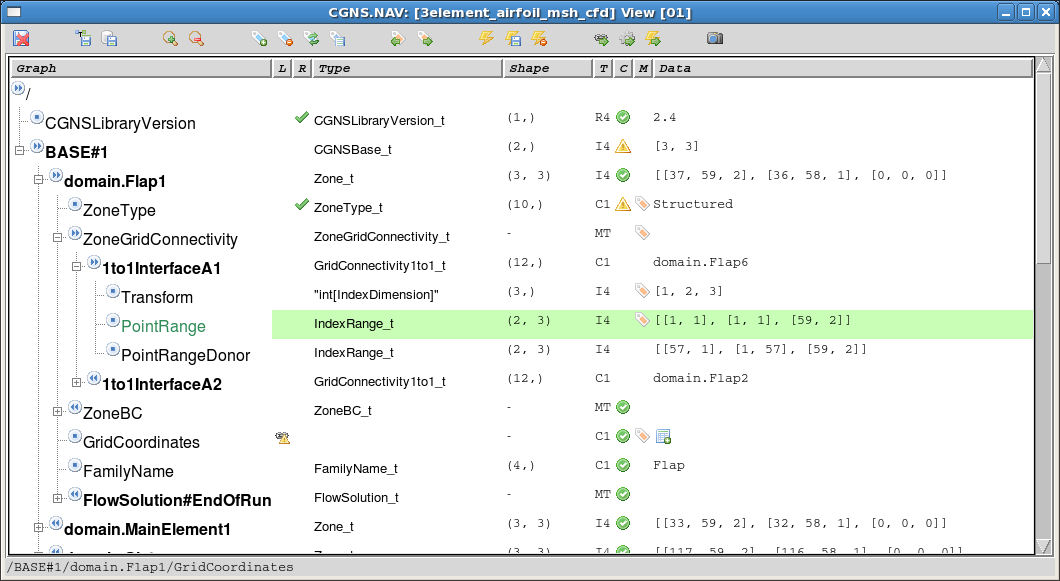 CGNS.NAV: [3element_airfoil_msh_cfd] View [01]
Graph L R Type Shape T C M Data
/
CGNSLibraryVersion CGNSLibraryVersion_t (1,) R4 2.4
BASE#1 CGNSBase_t (2,) I4 [3, 3]
domain.Flap1 Zone_t (3, 3) I4 [[37, 59, 2], [36, 58, 1], [0, 0, 0]]
ZoneType ZoneType_t (10,) C1 Structured
ZoneGridConnectivity ZoneGridConnectivity_t - MT
1to1InterfaceA1 GridConnectivity1to1_t (12,) C1 domain.Flap6
Transform "int[IndexDimension]" (3,) I4 [1, 2, 3]
PointRange IndexRange_t (2, 3) I4 [[1, 1], [1, 1], [59, 2]]
PointRangeDonor IndexRange_t (2, 3) I4 [[57, 1], [1, 57], [59, 2]]
1to1InterfaceA2 GridConnectivity1to1_t (12,) C1 domain.Flap2
ZoneBC ZoneBC_t - MT
GridCoordinates - C1
FamilyName FamilyName_t (4,) C1 Flap
FlowSolution#EndOfRun FlowSolution_t - MT
domain.MainElement1 Zone_t (3, 3) I4 [[33, 59, 2], [32, 58, 1], [0, 0, 0]]
Zone_t (3, 3) I4 [[117, 59, 2], [116, 58, 1], [0, 0, 0]]
/BASE#1/domain.Flap1/GridCoordinates